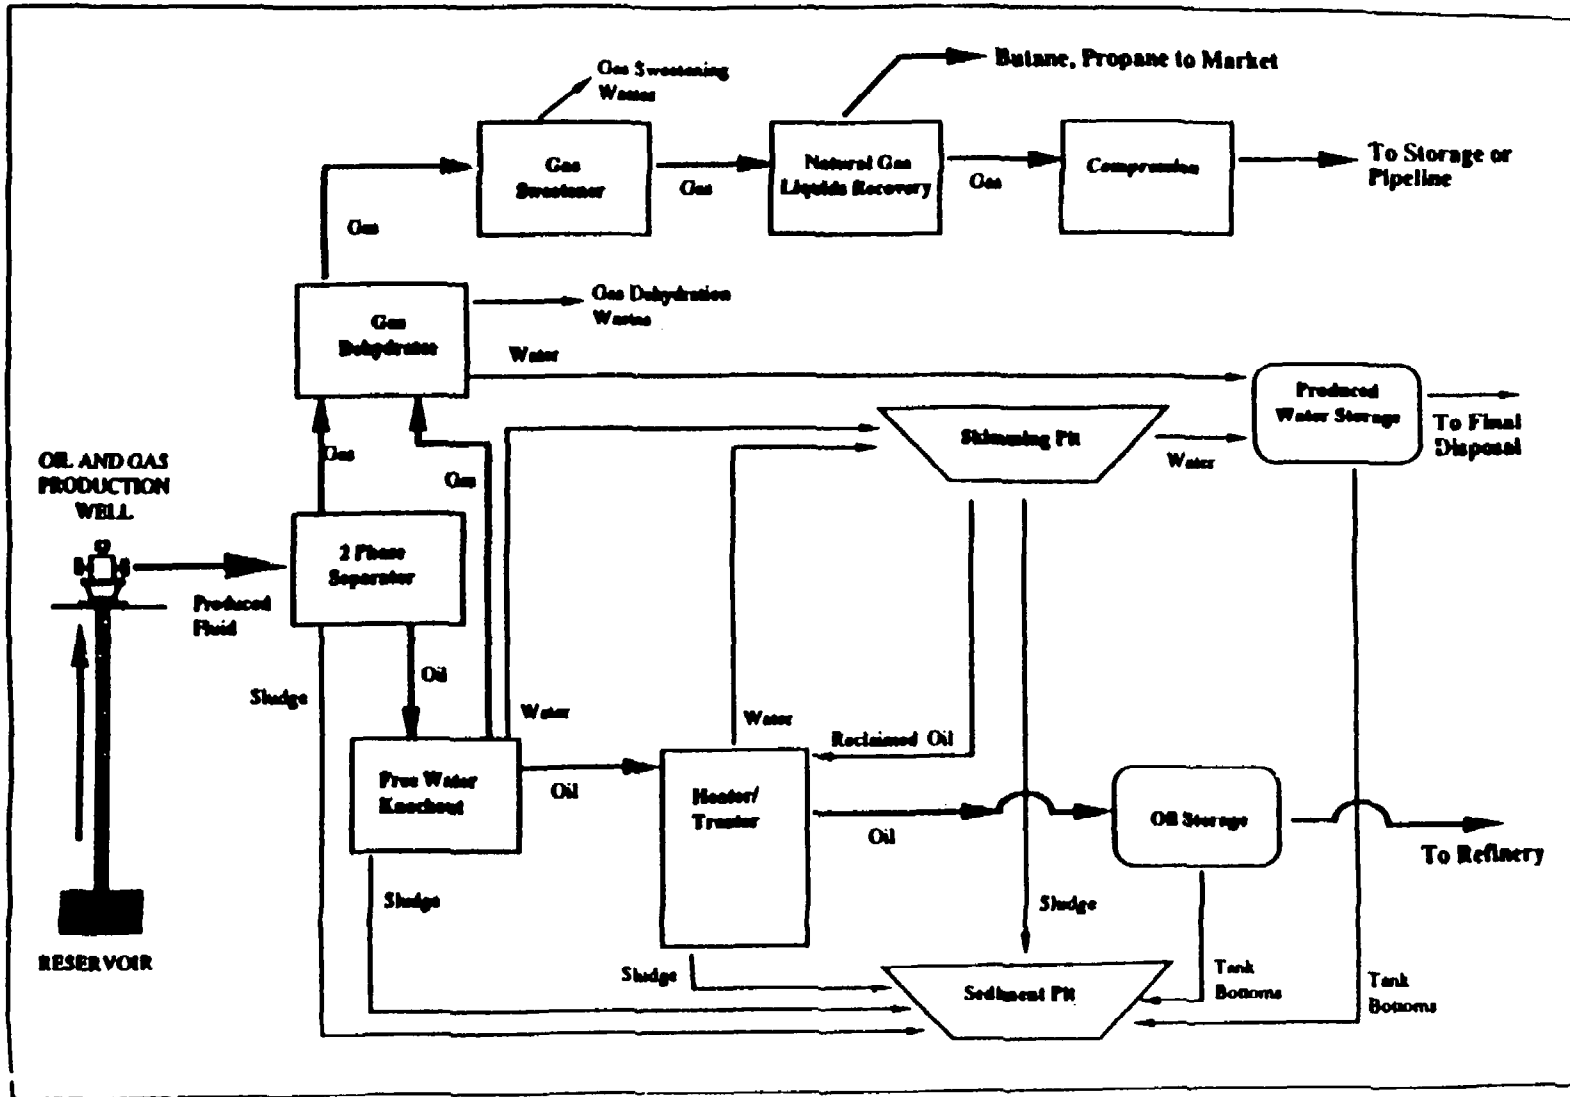 Gas Sweetening
Wastes
Butane, Propane to Market
Gas
Sweetener
Gas
Natural Gas
Liquids Recovery
Gas
Compression
To Storage or
Pipeline
Gas
Gas
Dehydrator
Gas Dehydration
Wastes
Water
Produced
Water Storage
To Final
Disposal
Skimming Pit
Water
Gas
Gas
OIL AND GAS
PRODUCTION
WELL
2 Phase
Separator
Produced
Fluid
Oil
Sludge
Water
Water
Reclaimed Oil
Free Water
Knockout
Oil
Heater/
Treater
Oil
Oil Storage
To Refinery
Sludge
Sludge
RESERVOIR
Sludge
Sediment Pit
Tank
Bottoms
Tank
Bottoms